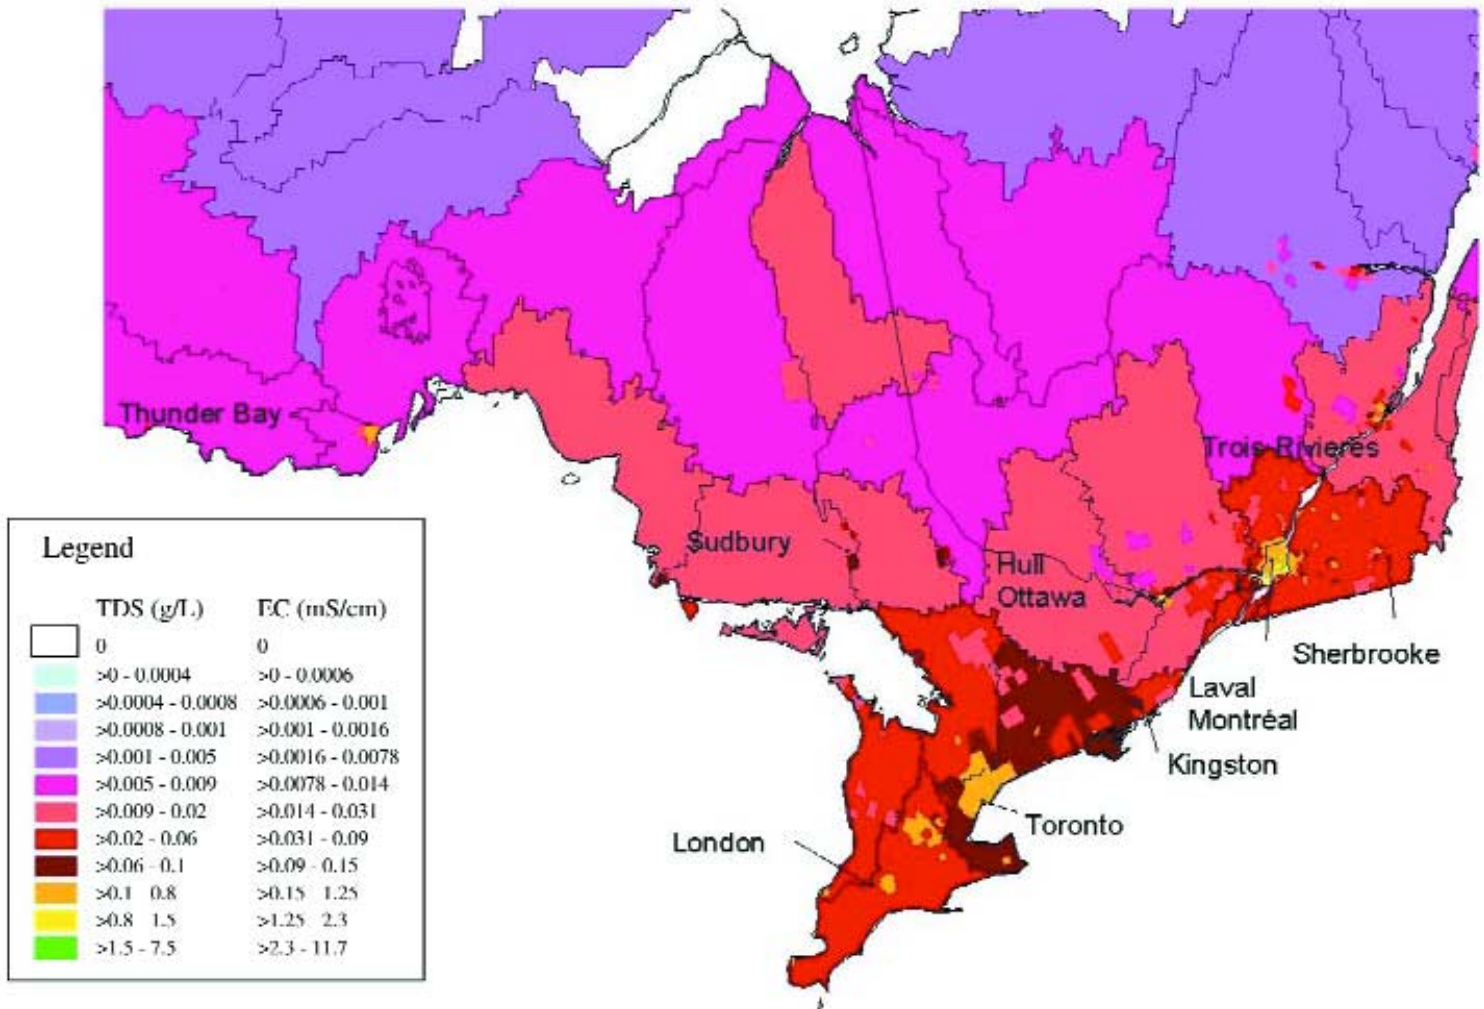 Thunder Bay
Trois-Rivieres
Sudbury
Hull
Ottawa
Sherbrooke
Laval
Montréal
Kingston
Toronto
London
Legend
TDS (g/L) EC (mS/cm)
0 0
>0 - 0.0004 >0 - 0.0006
>0.0004 - 0.0008 >0.0006 - 0.001
>0.0008 - 0.001 >0.001 - 0.0016
>0.001 - 0.005 >0.0016 - 0.0078
>0.005 - 0.009 >0.0078 - 0.014
>0.009 - 0.02 >0.014 - 0.031
>0.02 - 0.06 >0.031 - 0.09
>0.06 - 0.1 >0.09 - 0.15
>0.1 0.8 >0.15 1.25
>0.8 1.5 >1.25 2.3
>1.5 - 7.5 >2.3 - 11.7